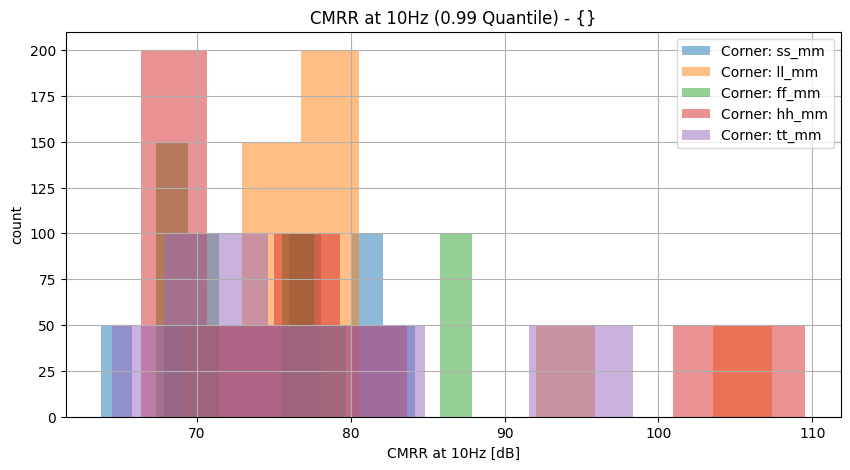 CMRR at 10Hz (0.99 Quantile) - {}
Corner: ss_mm
Corner: ll_mm
Corner: ff_mm
Corner: hh_mm
Corner: tt_mm
count
200
175
150
125
100
75
50
25
0
70 80 90 100 110
CMRR at 10Hz [dB]